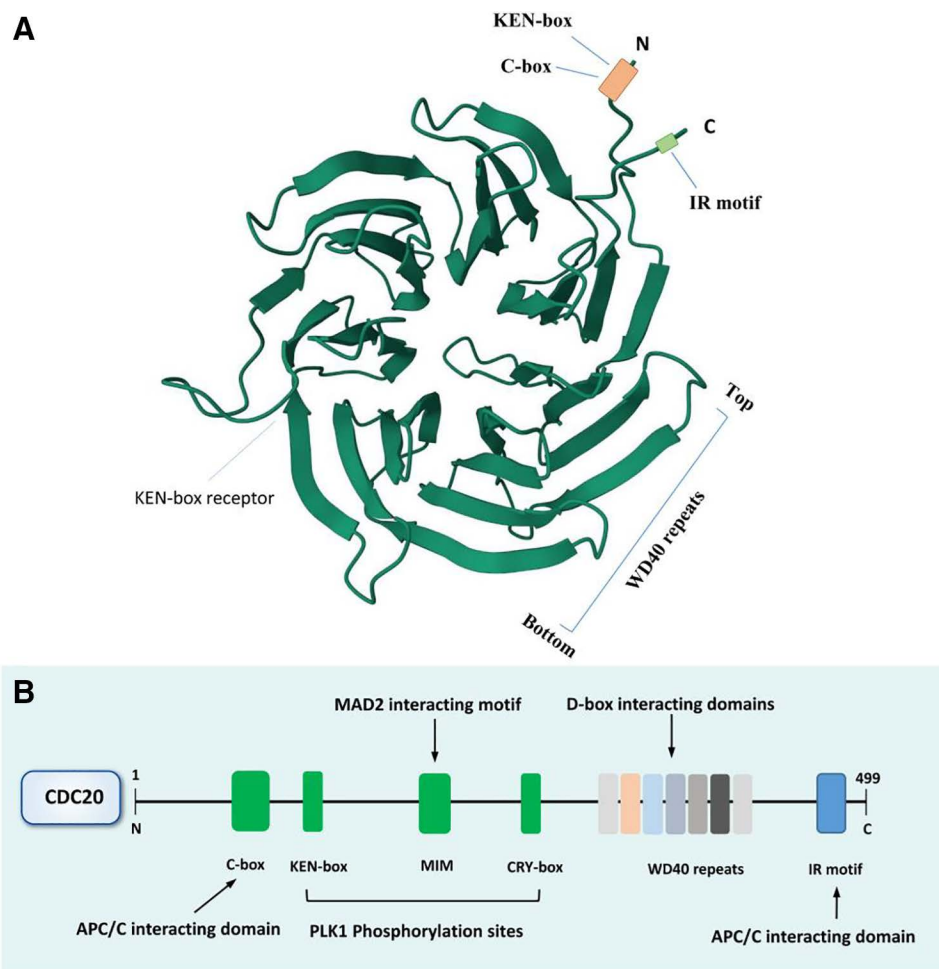 A
KEN-box
N
C-box
C
IR motif
Top
KEN-box receptor
WD40 repeats
Bottom
B
MAD2 interacting motif
D-box interacting domains
CDC20
1
499
N
C
C-box
KEN-box
MIM
CRY-box
WD40 repeats
IR motif
APC/C interacting domain
PLK1 Phosphorylation sites
APC/C interacting domain